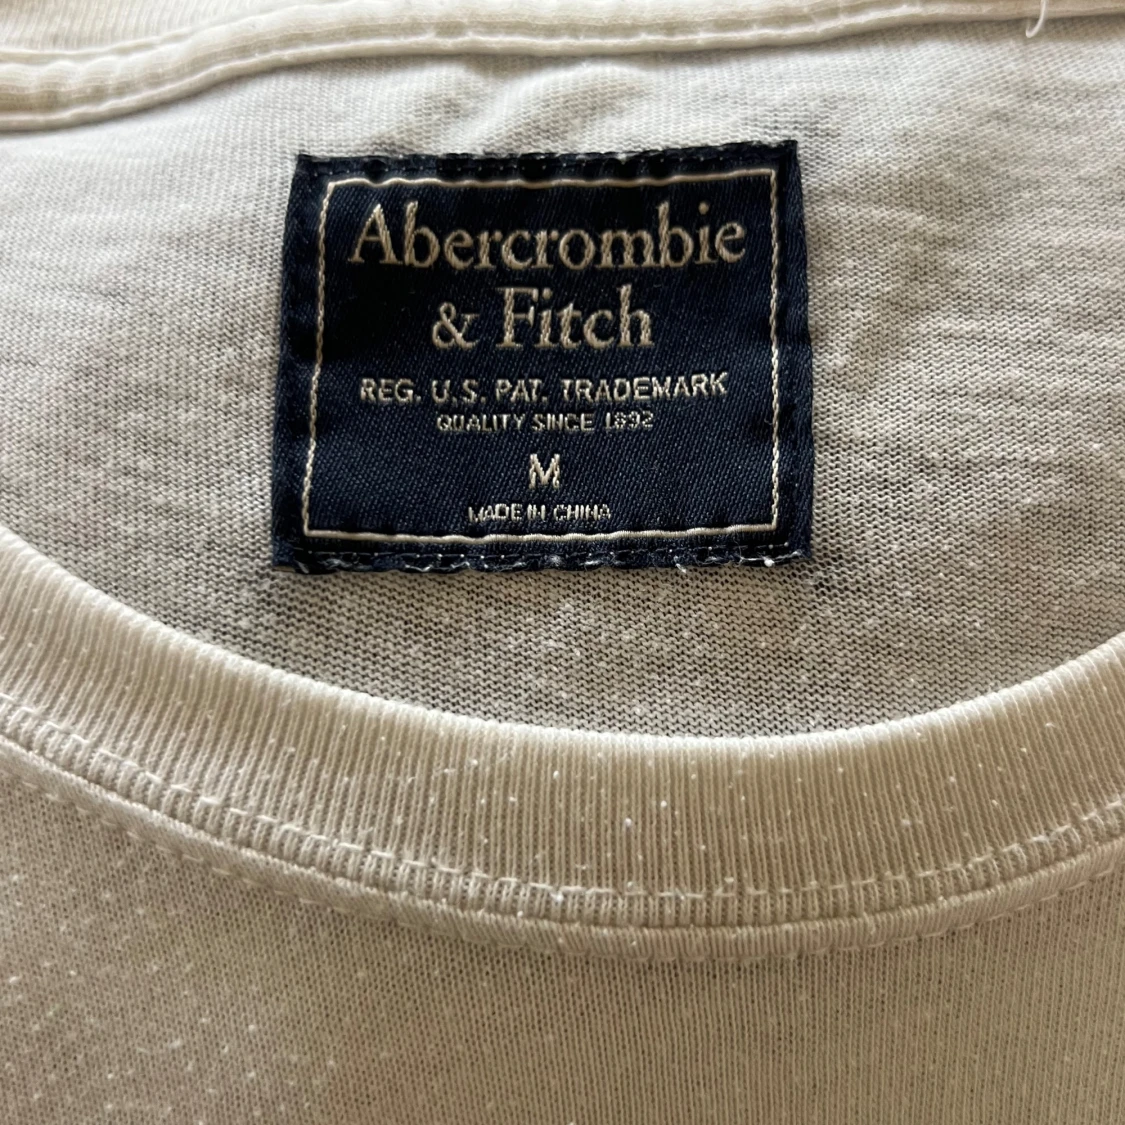 Abercrombie
& Fitch
REG. U.S. PAT. TRADEMARK
QUALITY SINCE 1892
M
MADE IN CHINA